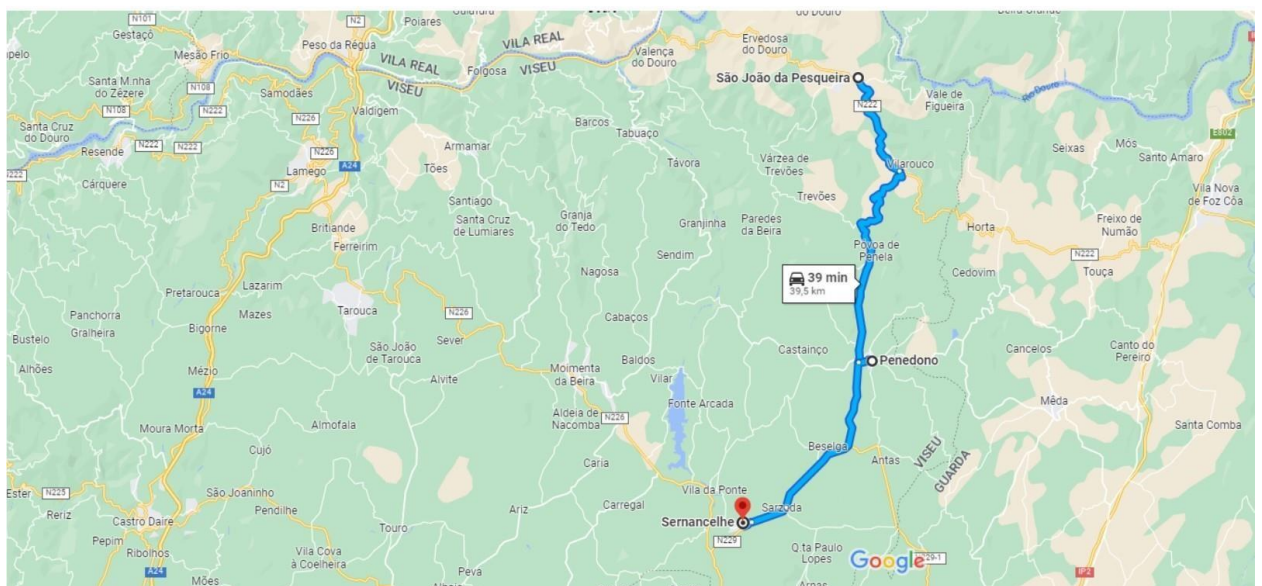 N101
Gestaçô
Mesão Frio
N2
Poiares
Peso da Régua
VILA REAL
VISEU
Folgosa
VILA REAL
VISEU
Valença
do Douro
Ervedosa
do Douro
do Douro
São João da Pesqueira
N222
Vale de
Figueira
Rio Douro
E802
Santa M.nha
do Zêzere
N108
N108
Samodães
N222
N226
Valdigem
Santa Cruz
do Douro
Resende
N222
N222
N222
N226
A24
Lamego
N2
Cárquere
Barcos
Tabuaço
Armamar
Tões
Távora
Várzea de
Trevões
Vilarouco
Trevões
Seixas
Mós
Santo Amaro
Vila Nova
de Foz Côa
Santiago
Santa Cruz
de Lumiares
Granja
do Tedo
Granjinha
Paredes
da Beira
Horta
Freixo de
Numão
Britiande
Ferreirim
Sendim
Póvoa de
Penela
N222
Touça
Cedovim
Nagosa
39 min
39,5 km
Lazarim
Pretarouca
Tarouca
N226
Cabaços
Panchorra
Gralheira
Mazes
Bigorne
Bustelo
Alhões
Sever
São João
de Tarouca
Mézio
A24
Alvite
Moimenta
da Beira
Baldos
Vilar
Castainço
Penedono
Cancelos
Canto do
Pereiro
Mêda
Fonte Arcada
Aldeia de
Nacomba
N226
Moura Morta
Almofala
Santa Comba
Cujó
Caria
Beselga
Antas
VISEU
GUARDA
Ester
N225
São Joaninho
Pendilhe
Reriz
Castro Daire
Vila da Ponte
Carregal
Ariz
Touro
Sernancelhe
Sarzeda
N229
Pepim
Ribolhos
A24
Mões
Vila Cova
à Coelheira
Peva
Q.ta Paulo
Lopes
Google
IP2